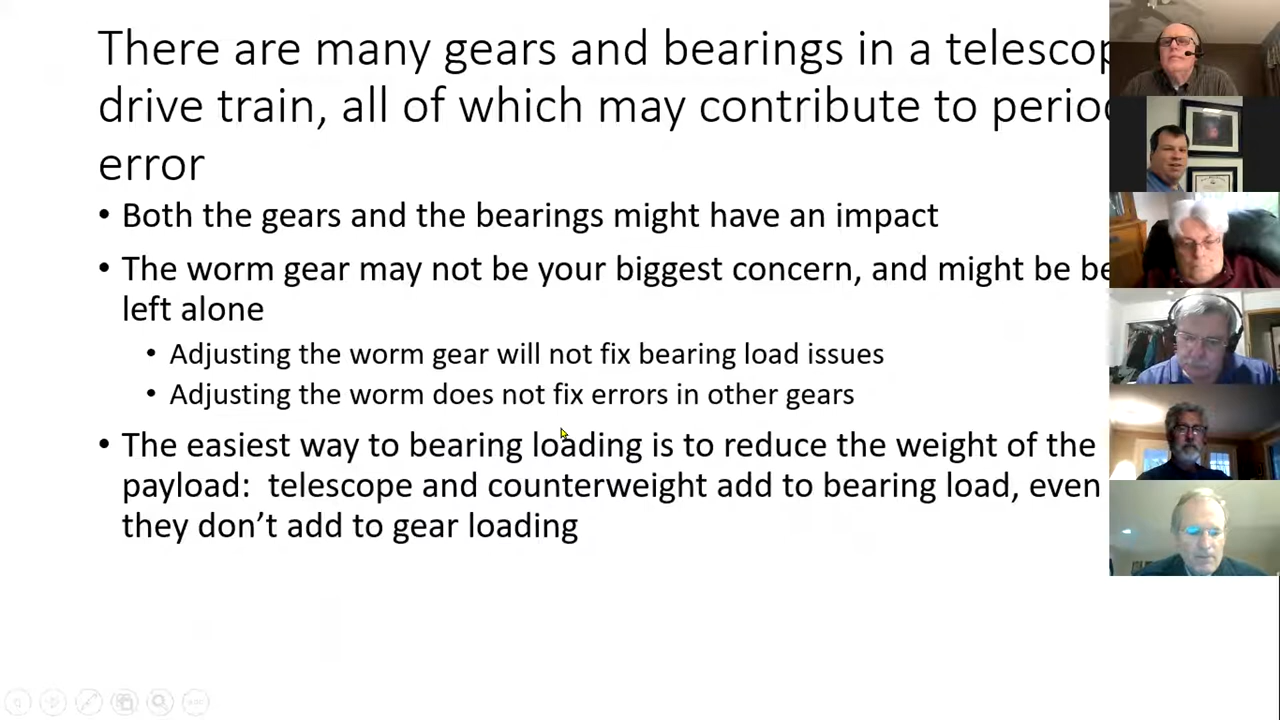 There are many gears and bearings in a telescop
drive train, all of which may contribute to perio
error
• Both the gears and the bearings might have an impact
• The worm gear may not be your biggest concern, and might be be
left alone
• Adjusting the worm gear will not fix bearing load issues
• Adjusting the worm does not fix errors in other gears
• The easiest way to bearing loading is to reduce the weight of the
payload:  telescope and counterweight add to bearing load, even
they don’t add to gear loading